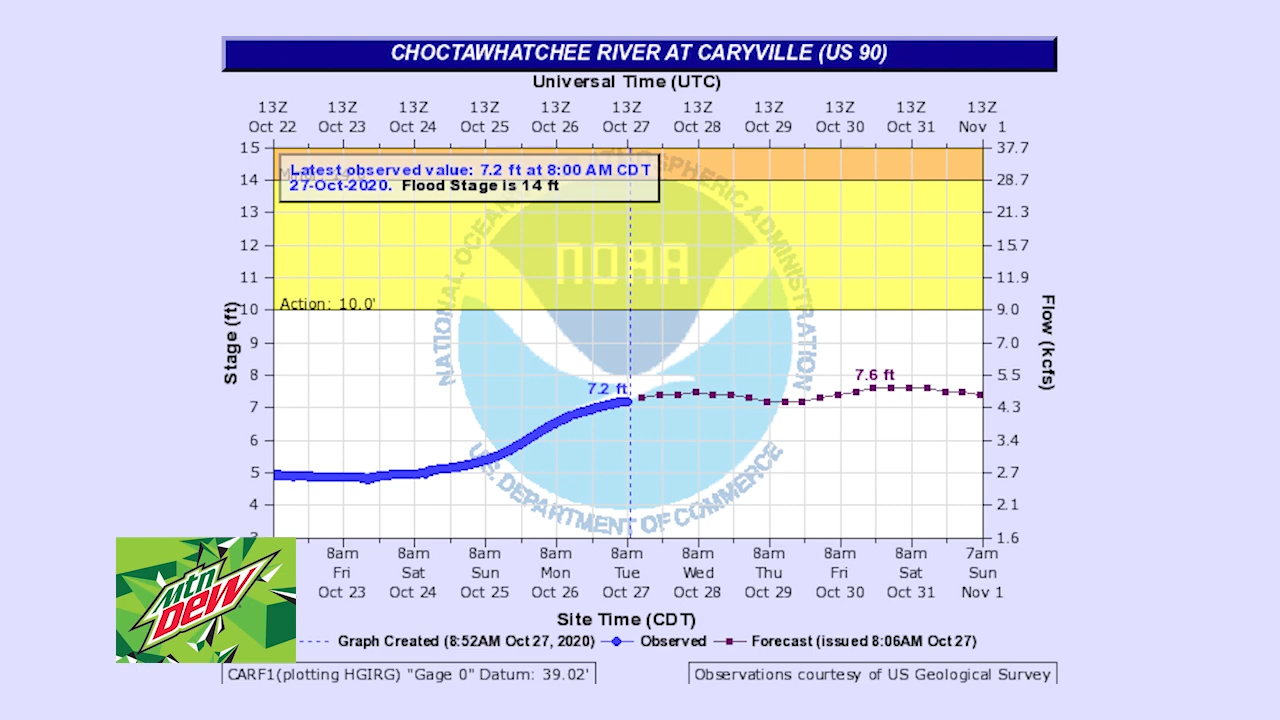 CHOCTAWHATCHEE RIVER AT CARYVILLE (US 90)
Universal Time (UTC)
13Z 13Z 13Z 13Z 13Z 13Z 13Z 13Z 13Z 13Z 13Z
Oct 22 Oct 23 Oct 24 Oct 25 Oct 26 Oct 27 Oct 28 Oct 29 Oct 30 Oct 31 Nov 1
15 37.7
Latest observed value: 7.2 ft at 8:00 AM CDT
27-Oct-2020. Flood Stage is 14 ft
14 28.7
13 21.3
12 15.7
11 11.9
Action: 10.0'
10 9.0
9 7.0
8 5.5
7 4.3
6 3.4
5 2.7
4 2.1
1.6
Stage (ft)
Flow (kcfs)
7.2 ft
7.6 ft
NATIONAL OCEANIC ATMOSPHERIC ADMINISTRATION
NOAA
U.S. DEPARTMENT OF COMMERCE
8am 8am 8am 8am 8am 8am 8am 8am 8am 7am
Fri Sat Sun Mon Tue Wed Thu Fri Sat Sun
Oct 23 Oct 24 Oct 25 Oct 26 Oct 27 Oct 28 Oct 29 Oct 30 Oct 31 Nov 1
Site Time (CDT)
Graph Created (8:52AM Oct 27, 2020) Observed Forecast (issued 8:06AM Oct 27)
CARF1(plotting HGIRG) "Gage 0" Datum: 39.02'
Observations courtesy of US Geological Survey
Mtn
DEW